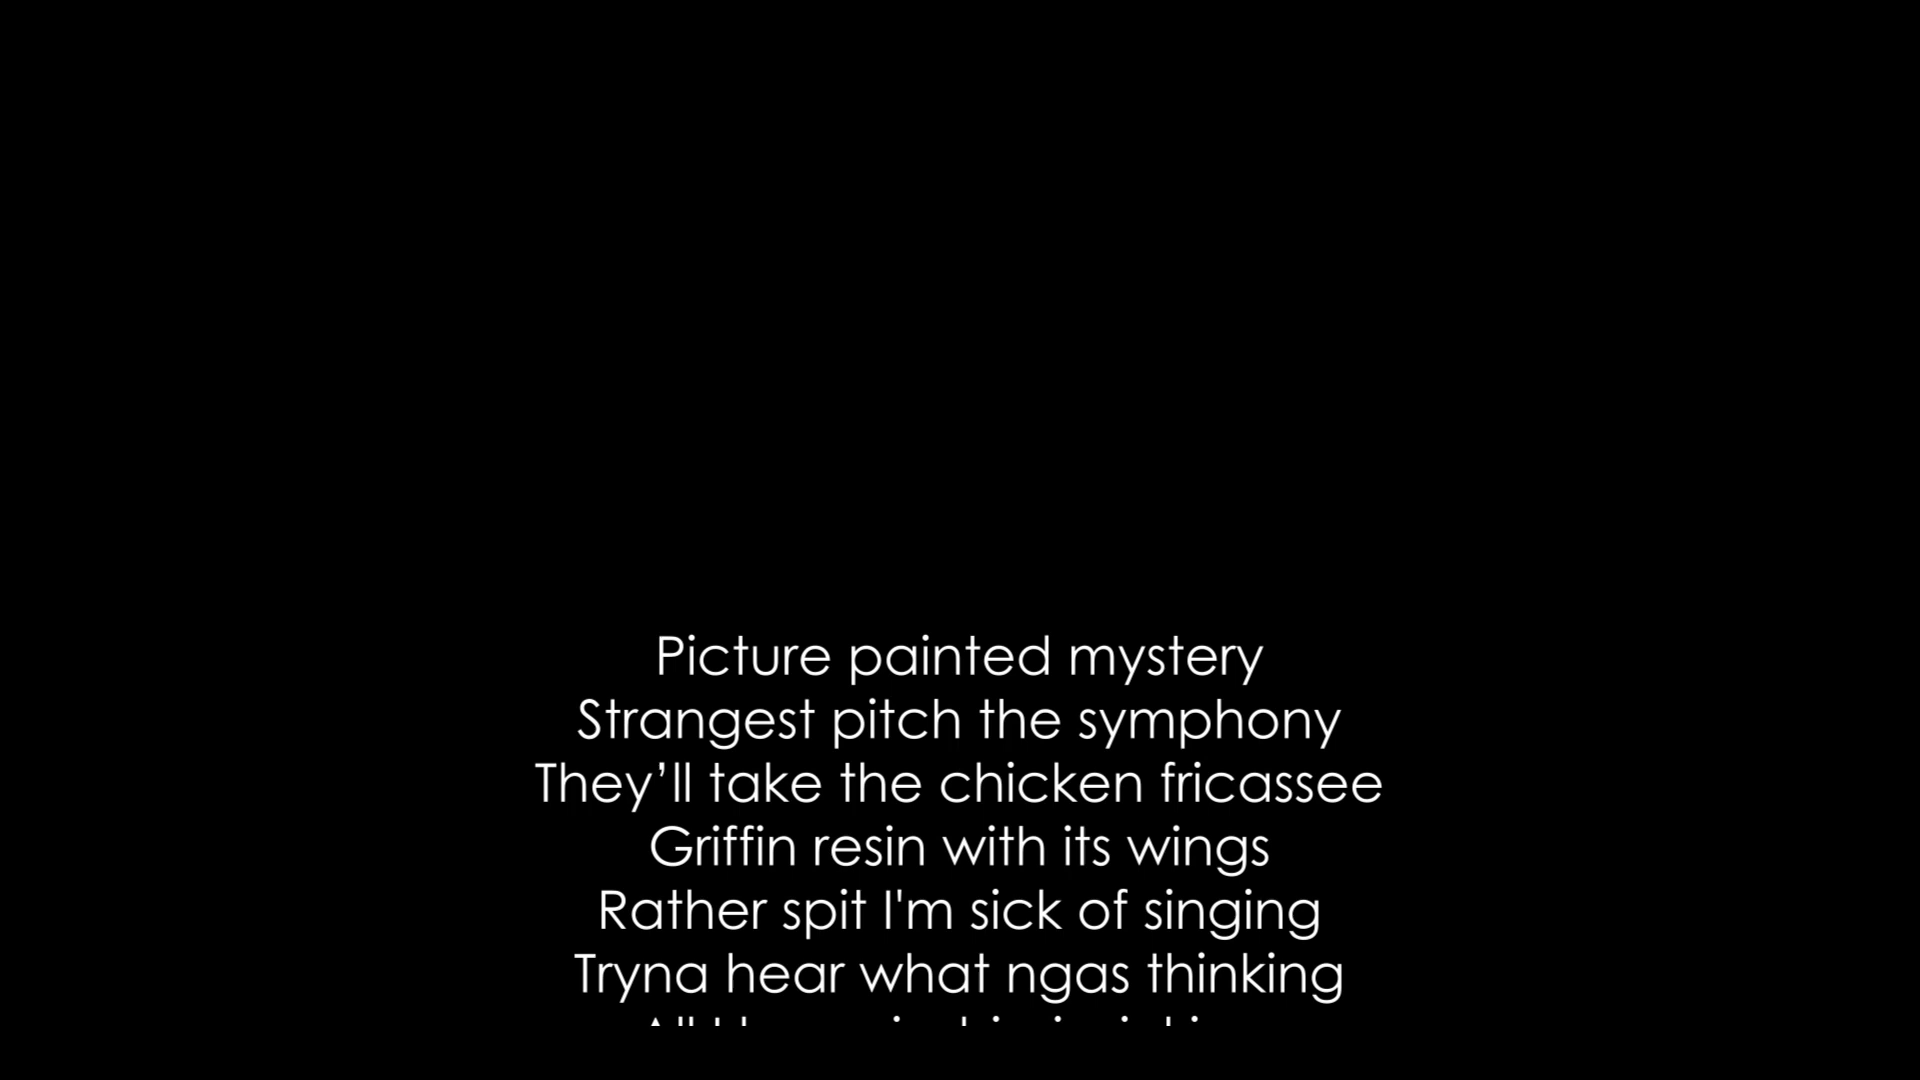 Picture painted mystery
Strangest pitch the symphony
They’ll take the chicken fricassee
Griffin resin with its wings
Rather spit I'm sick of singing
Tryna hear what ngas thinking